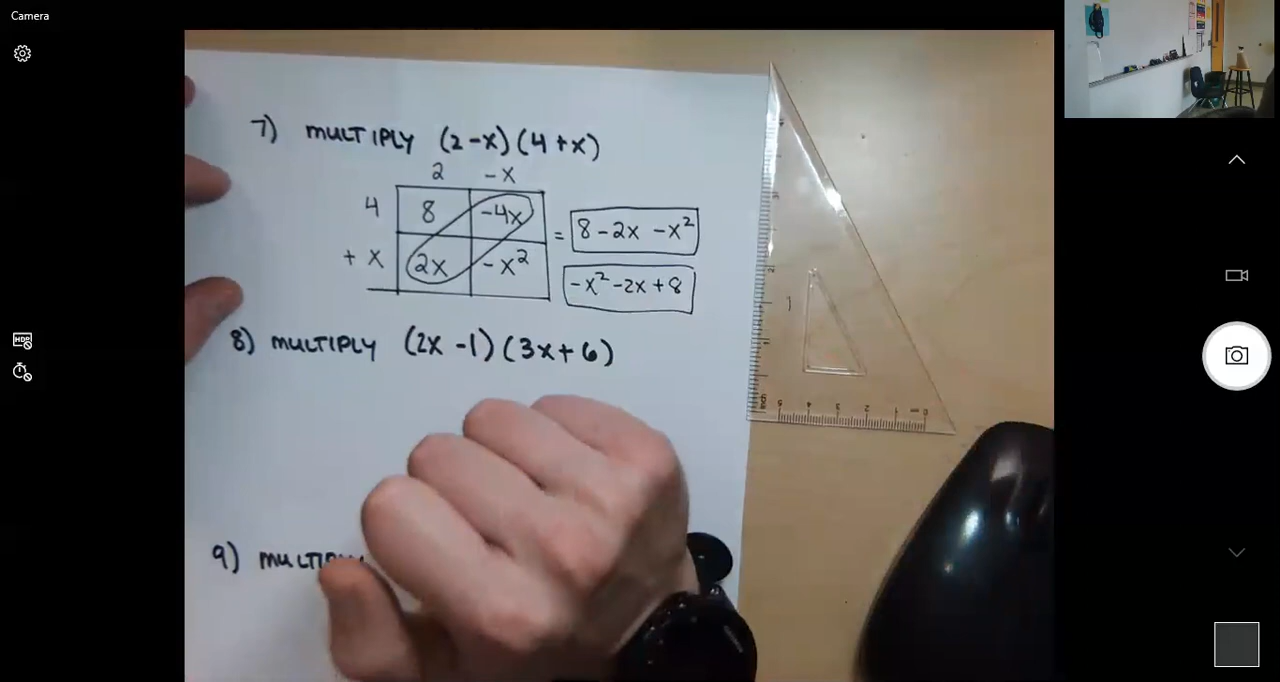 Camera
7) MULTIPLY (2-x)(4+x)
2 -x
4 8 -4x
+ x 2x -x²
= 8-2x-x²
-x²-2x+8
8) MULTIPLY (2x-1)(3x+6)
9)